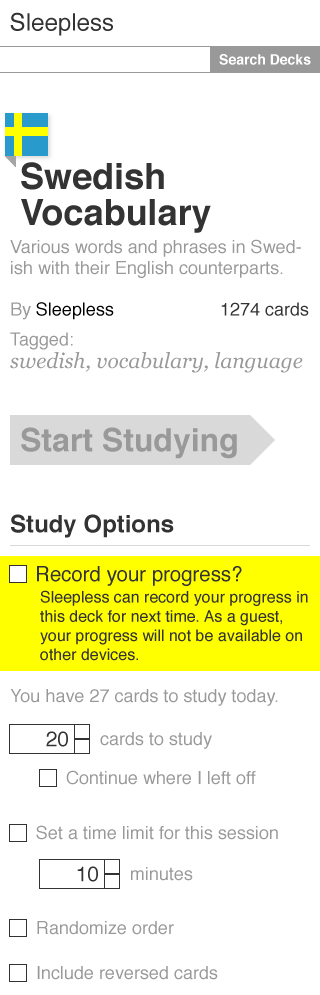 Sleepless
Search Decks
Swedish
Vocabulary
Various words and phrases in Swed-
ish with their English counterparts.
By Sleepless 1274 cards
Tagged:
swedish, vocabulary, language
Start Studying
Study Options
Record your progress?
Sleepless can record your progress in
this deck for next time. As a guest,
your progress will not be available on
other devices.
You have 27 cards to study today.
20 cards to study
Continue where I left off
Set a time limit for this session
10 minutes
Randomize order
Include reversed cards